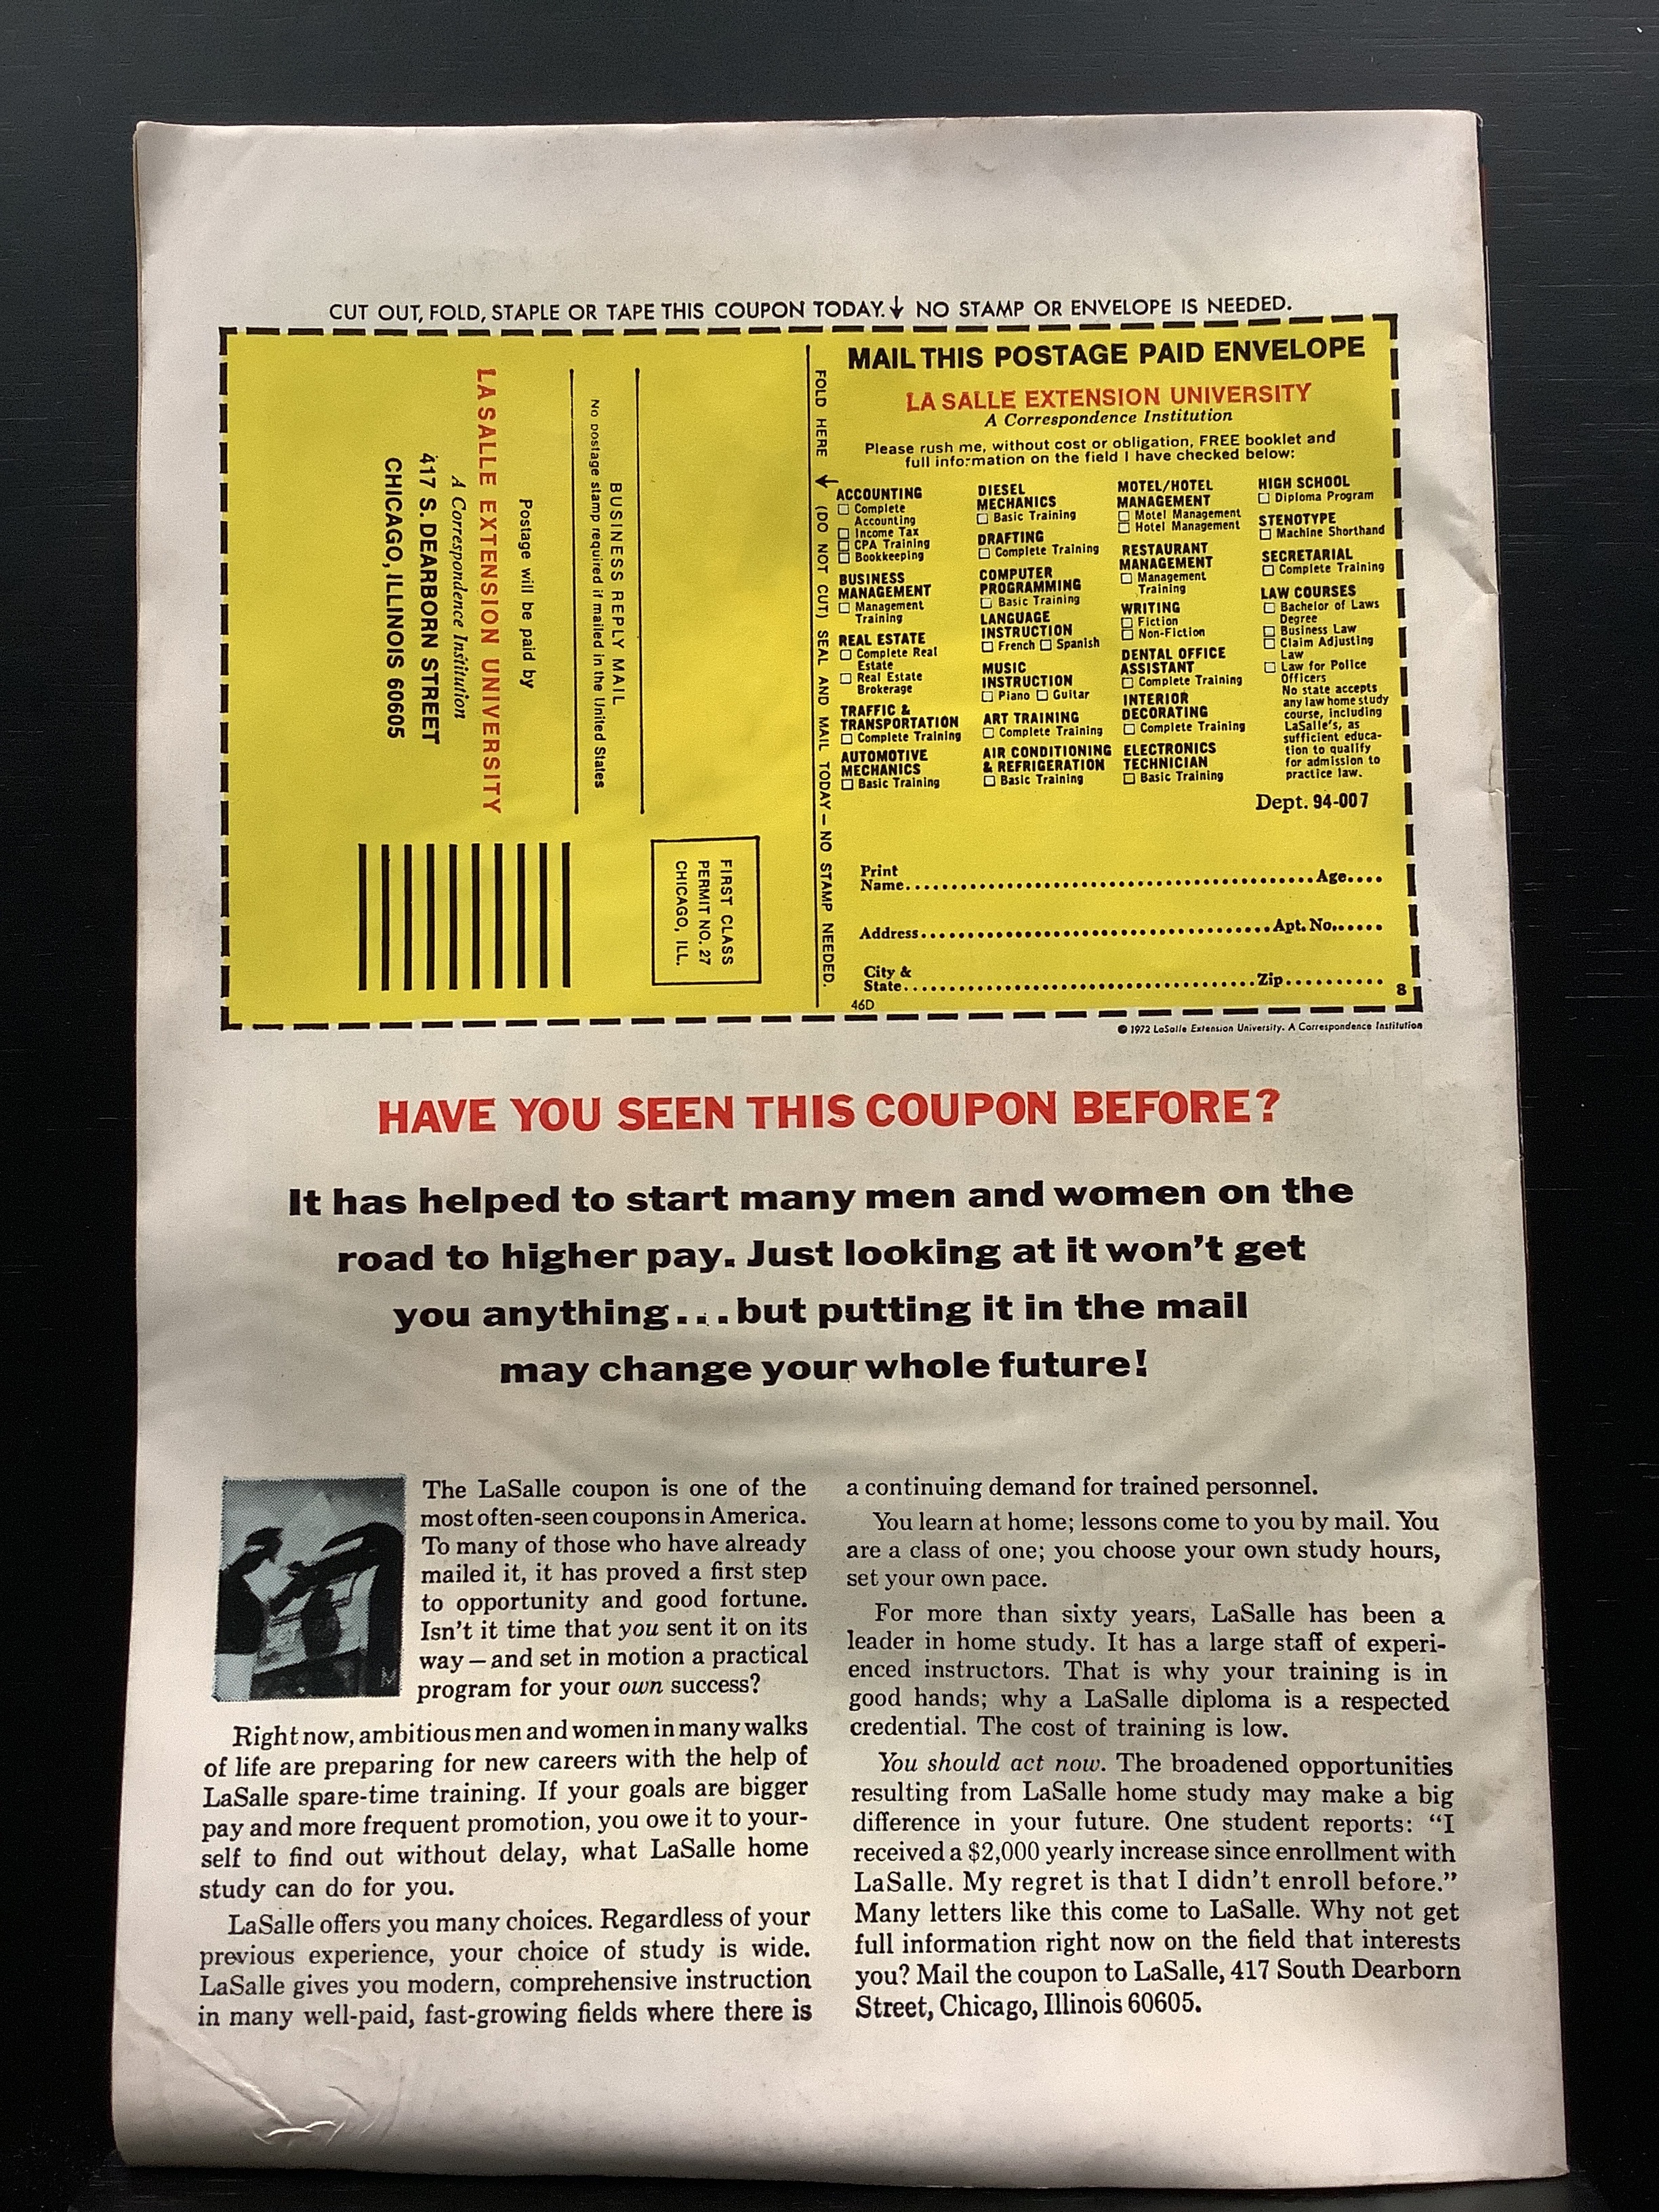 CUT OUT, FOLD, STAPLE OR TAPE THIS COUPON TODAY. NO STAMP OR ENVELOPE IS NEEDED.
BUSINESS REPLY MAIL
No postage stamp required if mailed in the United States
Postage will be paid by
LA SALLE EXTENSION UNIVERSITY
A Correspondence Institution
417 S. DEARBORN STREET
CHICAGO, ILLINOIS 60605
FIRST CLASS
PERMIT NO. 27
CHICAGO, ILL.
FOLD HERE (DO NOT CUT) SEAL AND MAIL TODAY — NO STAMP NEEDED.
MAIL THIS POSTAGE PAID ENVELOPE
LA SALLE EXTENSION UNIVERSITY
A Correspondence Institution
Please rush me, without cost or obligation, FREE booklet and
full information on the field I have checked below:
ACCOUNTING
Complete
Accounting
Income Tax
CPA Training
Bookkeeping
BUSINESS
MANAGEMENT
Management
Training
REAL ESTATE
Complete Real
Estate
Real Estate
Brokerage
TRAFFIC &
TRANSPORTATION
Complete Training
AUTOMOTIVE
MECHANICS
Basic Training
DIESEL
MECHANICS
Basic Training
DRAFTING
Complete Training
COMPUTER
PROGRAMMING
Basic Training
LANGUAGE
INSTRUCTION
French Spanish
MUSIC
INSTRUCTION
Piano Guitar
ART TRAINING
Complete Training
AIR CONDITIONING
& REFRIGERATION
Basic Training
MOTEL/HOTEL
MANAGEMENT
Motel Management
Hotel Management
RESTAURANT
MANAGEMENT
Management
Training
WRITING
Fiction
Non-Fiction
DENTAL OFFICE
ASSISTANT
Complete Training
INTERIOR
DECORATING
Complete Training
ELECTRONICS
TECHNICIAN
Basic Training
HIGH SCHOOL
Diploma Program
STENOTYPE
Machine Shorthand
SECRETARIAL
Complete Training
LAW COURSES
Bachelor of Laws
Degree
Business Law
Claim Adjusting
Law
Law for Police
Officers
No state accepts
any law home study
course, including
LaSalle's, as
sufficient educa-
tion to qualify
for admission to
practice law.
Dept. 94-007
Print
Name Age
Address Apt. No.
City &
State Zip
46D
8
© 1972 LaSalle Extension University. A Correspondence Institution
HAVE YOU SEEN THIS COUPON BEFORE?
It has helped to start many men and women on the
road to higher pay. Just looking at it won't get
you anything...but putting it in the mail
may change your whole future!
The LaSalle coupon is one of the
most often-seen coupons in America.
To many of those who have already
mailed it, it has proved a first step
to opportunity and good fortune.
Isn't it time that you sent it on its
way—and set in motion a practical
program for your own success?
Right now, ambitious men and women in many walks
of life are preparing for new careers with the help of
LaSalle spare-time training. If your goals are bigger
pay and more frequent promotion, you owe it to your-
self to find out without delay, what LaSalle home
study can do for you.
LaSalle offers you many choices. Regardless of your
previous experience, your choice of study is wide.
LaSalle gives you modern, comprehensive instruction
in many well-paid, fast-growing fields where there is
a continuing demand for trained personnel.
You learn at home; lessons come to you by mail. You
are a class of one; you choose your own study hours,
set your own pace.
For more than sixty years, LaSalle has been a
leader in home study. It has a large staff of experi-
enced instructors. That is why your training is in
good hands; why a LaSalle diploma is a respected
credential. The cost of training is low.
You should act now. The broadened opportunities
resulting from LaSalle home study may make a big
difference in your future. One student reports: "I
received a $2,000 yearly increase since enrollment with
LaSalle. My regret is that I didn't enroll before."
Many letters like this come to LaSalle. Why not get
full information right now on the field that interests
you? Mail the coupon to LaSalle, 417 South Dearborn
Street, Chicago, Illinois 60605.